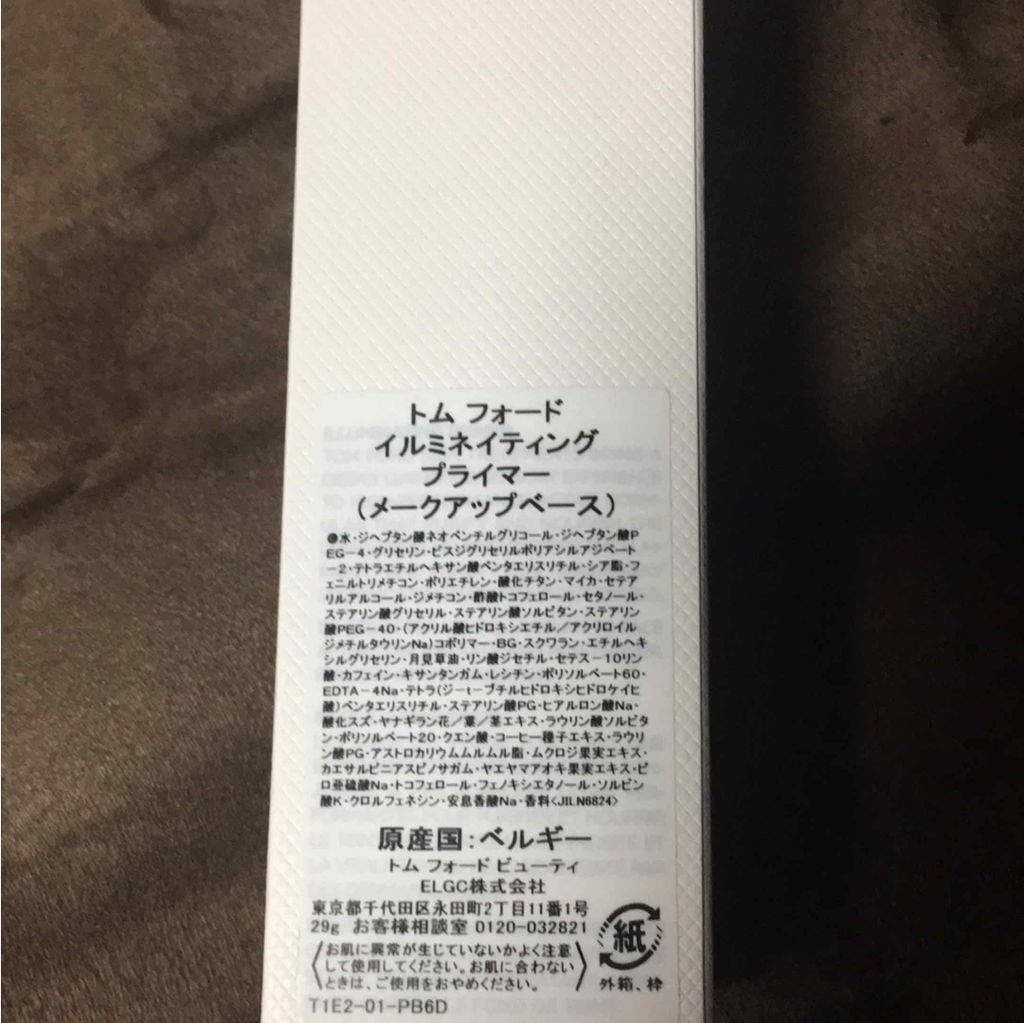 トム フォード
イルミネイティング
プライマー
(メークアップベース)
●水・ジヘプタン酸ネオペンチルグリコール・ジヘプタン酸P
EG-4・グリセリン・ビスジグリセリルポリアシルアジペート
-2・テトラエチルヘキサン酸ペンタエリスリチル・シア脂・フ
ェニルトリメチコン・ポリエチレン・酸化チタン・マイカ・セテア
リルアルコール・ジメチコン・酢酸トコフェロール・セタノール・
ステアリン酸グリセリル・ステアリン酸ソルビタン・ステアリン
酸PEG-40・(アクリル酸ヒドロキシエチル/アクリロイル
ジメチルタウリンNa)コポリマー・BG・スクワラン・エチルヘキ
シルグリセリン・月見草油・リン酸ジセチル・セテス-10リン
酸・カフェイン・キサンタンガム・レシチン・ポリソルベート60・
EDTA-4Na・テトラ(ジ-t-ブチルヒドロキシヒドロケイヒ
酸)ペンタエリスリチル・ステアリン酸PG・ヒアルロン酸Na・
酸化スズ・ヤナギラン花/葉/茎エキス・ラウリン酸ソルビタ
ン・ポリソルベート20・クエン酸・コーヒー種子エキス・ラウリ
ン酸PG・アストロカリウムムルムル脂・ムクロジ果実エキス・
カエサルピニアスピノサガム・ヤエヤマアオキ果実エキス・ピ
ロ亜硫酸Na・トコフェロール・フェノキシエタノール・ソルビン
酸K・クロルフェネシン・安息香酸Na・香料<JILN6824>
原産国:ベルギー
トム フォード ビューティ
ELGC株式会社
東京都千代田区永田町2丁目11番1号
29g お客様相談室 0120-032821
お肌に異常が生じていないかよく注意
して使用してください。お肌に合わない
ときは、ご使用をおやめください。
紙
外箱、枠
T1E2-01-PB6D